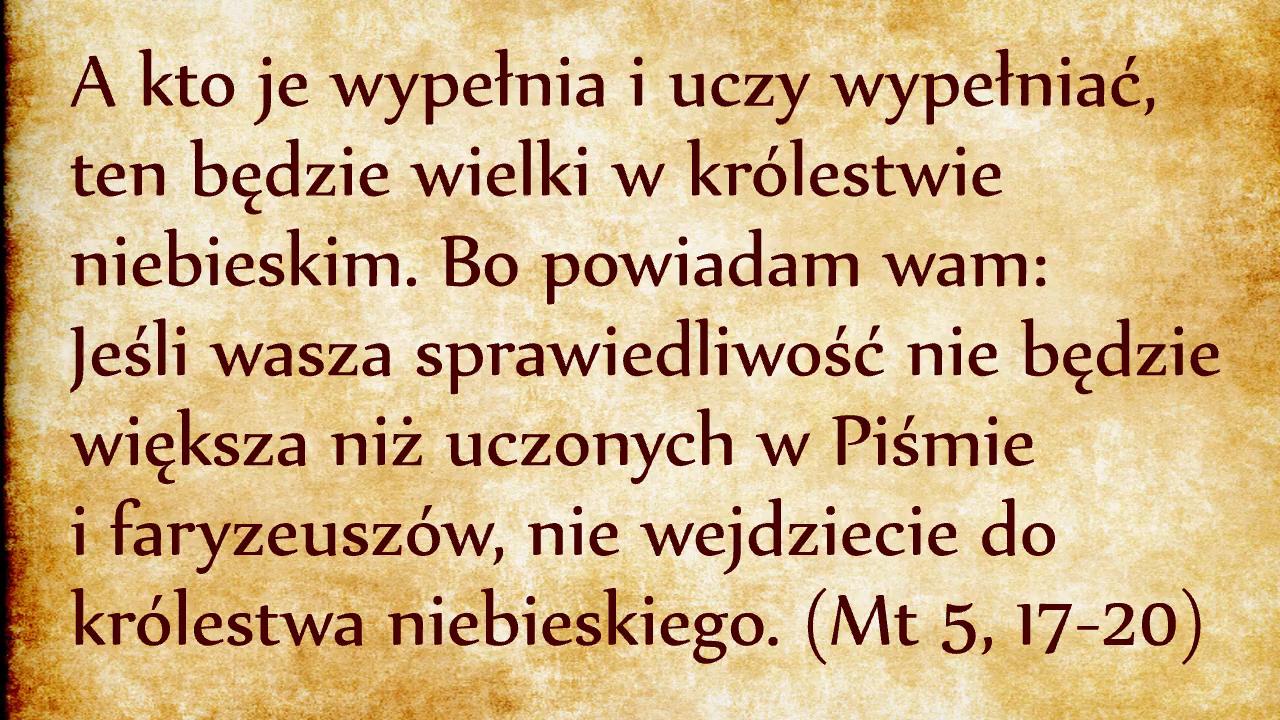 A kto je wypełnia i uczy wypełniać,
ten będzie wielki w królestwie
niebieskim. Bo powiadam wam:
Jeśli wasza sprawiedliwość nie będzie
większa niż uczonych w Piśmie
i faryzeuszów, nie wejdziecie do
królestwa niebieskiego. (Mt 5, 17-20)